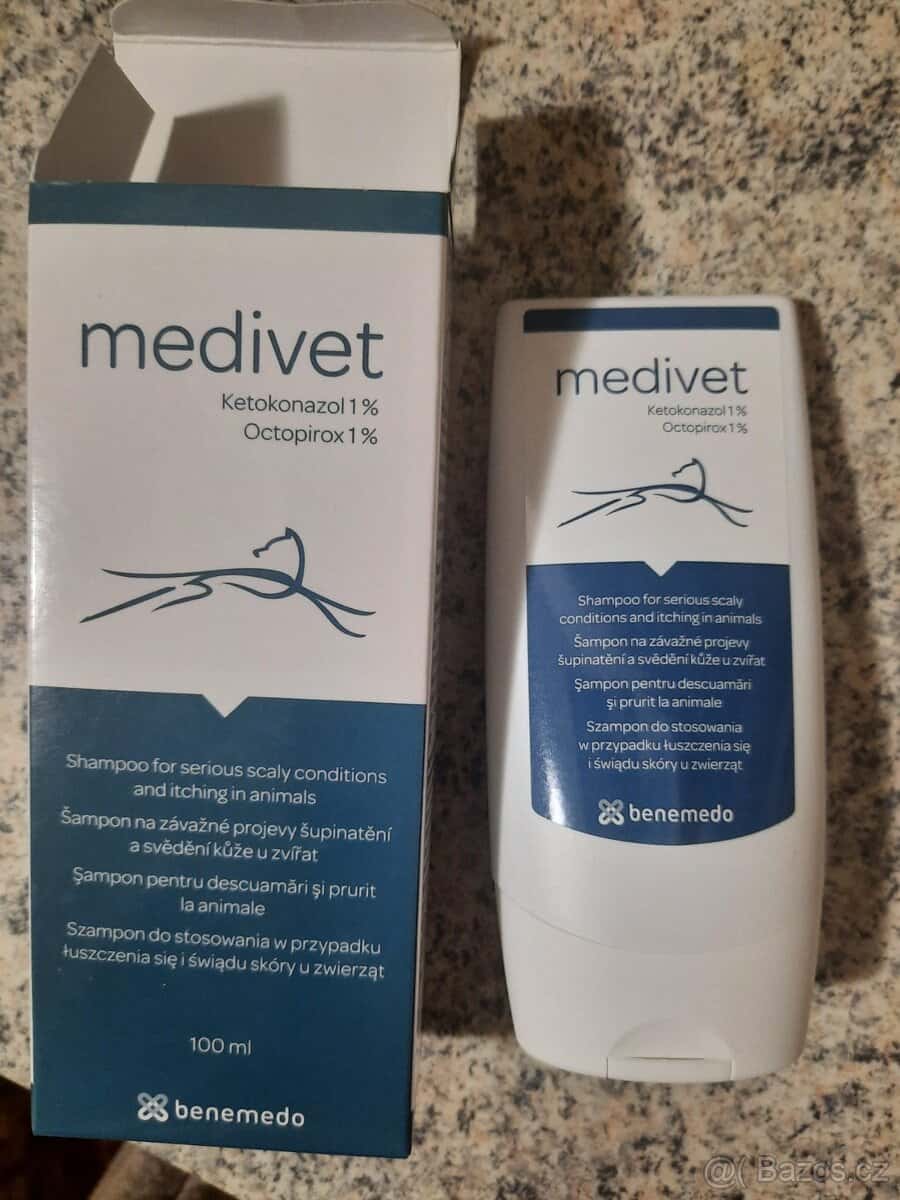 medivet
Ketokonazol 1 %
Octopirox 1 %
Shampoo for serious scaly conditions
and itching in animals
Šampon na závažné projevy šupinatění
a svědění kůže u zvířat
Şampon pentru descuamări și prurit
la animale
Szampon do stosowania w przypadku
łuszczenia się i świądu skóry u zwierząt
100 ml
benemedo
medivet
Ketokonazol 1 %
Octopirox 1 %
Shampoo for serious scaly
conditions and itching in animals
Šampon na závažné projevy
šupinatění a svědění kůže u zvířat
Şampon pentru descuamări
şi prurit la animale
Szampon do stosowania
w przypadku łuszczenia się
i świądu skóry u zwierząt
benemedo
@( Bazos.cz